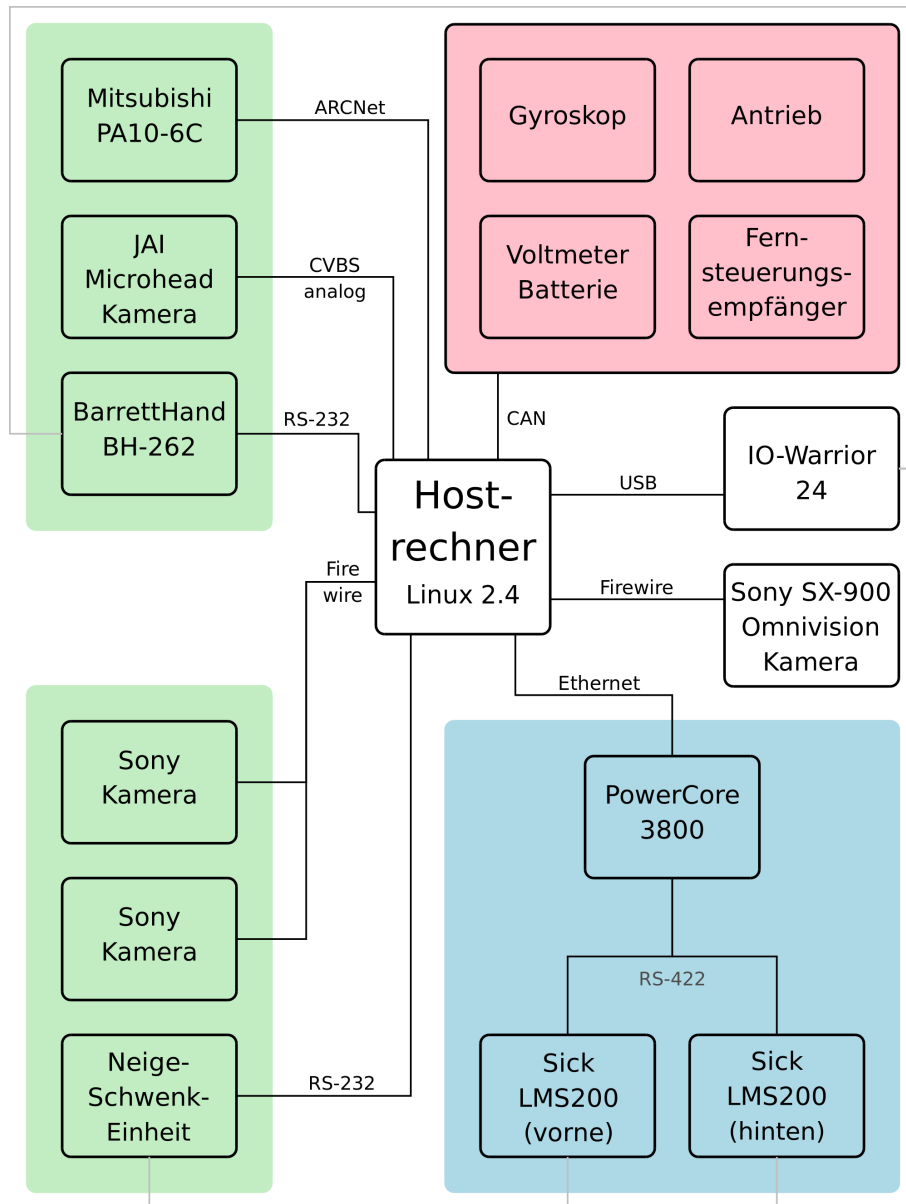 Mitsubishi
PA10-6C
ARCNet
JAI
Microhead
Kamera
CVBS
analog
BarrettHand
BH-262
RS-232
Gyroskop
Antrieb
Voltmeter
Batterie
Fern-
steuerungs-
empfänger
CAN
Host-
rechner
Linux 2.4
USB
IO-Warrior
24
Firewire
Sony SX-900
Omnivision
Kamera
Fire
wire
Ethernet
Sony
Kamera
Sony
Kamera
Neige-
Schwenk-
Einheit
RS-232
PowerCore
3800
RS-422
Sick
LMS200
(vorne)
Sick
LMS200
(hinten)